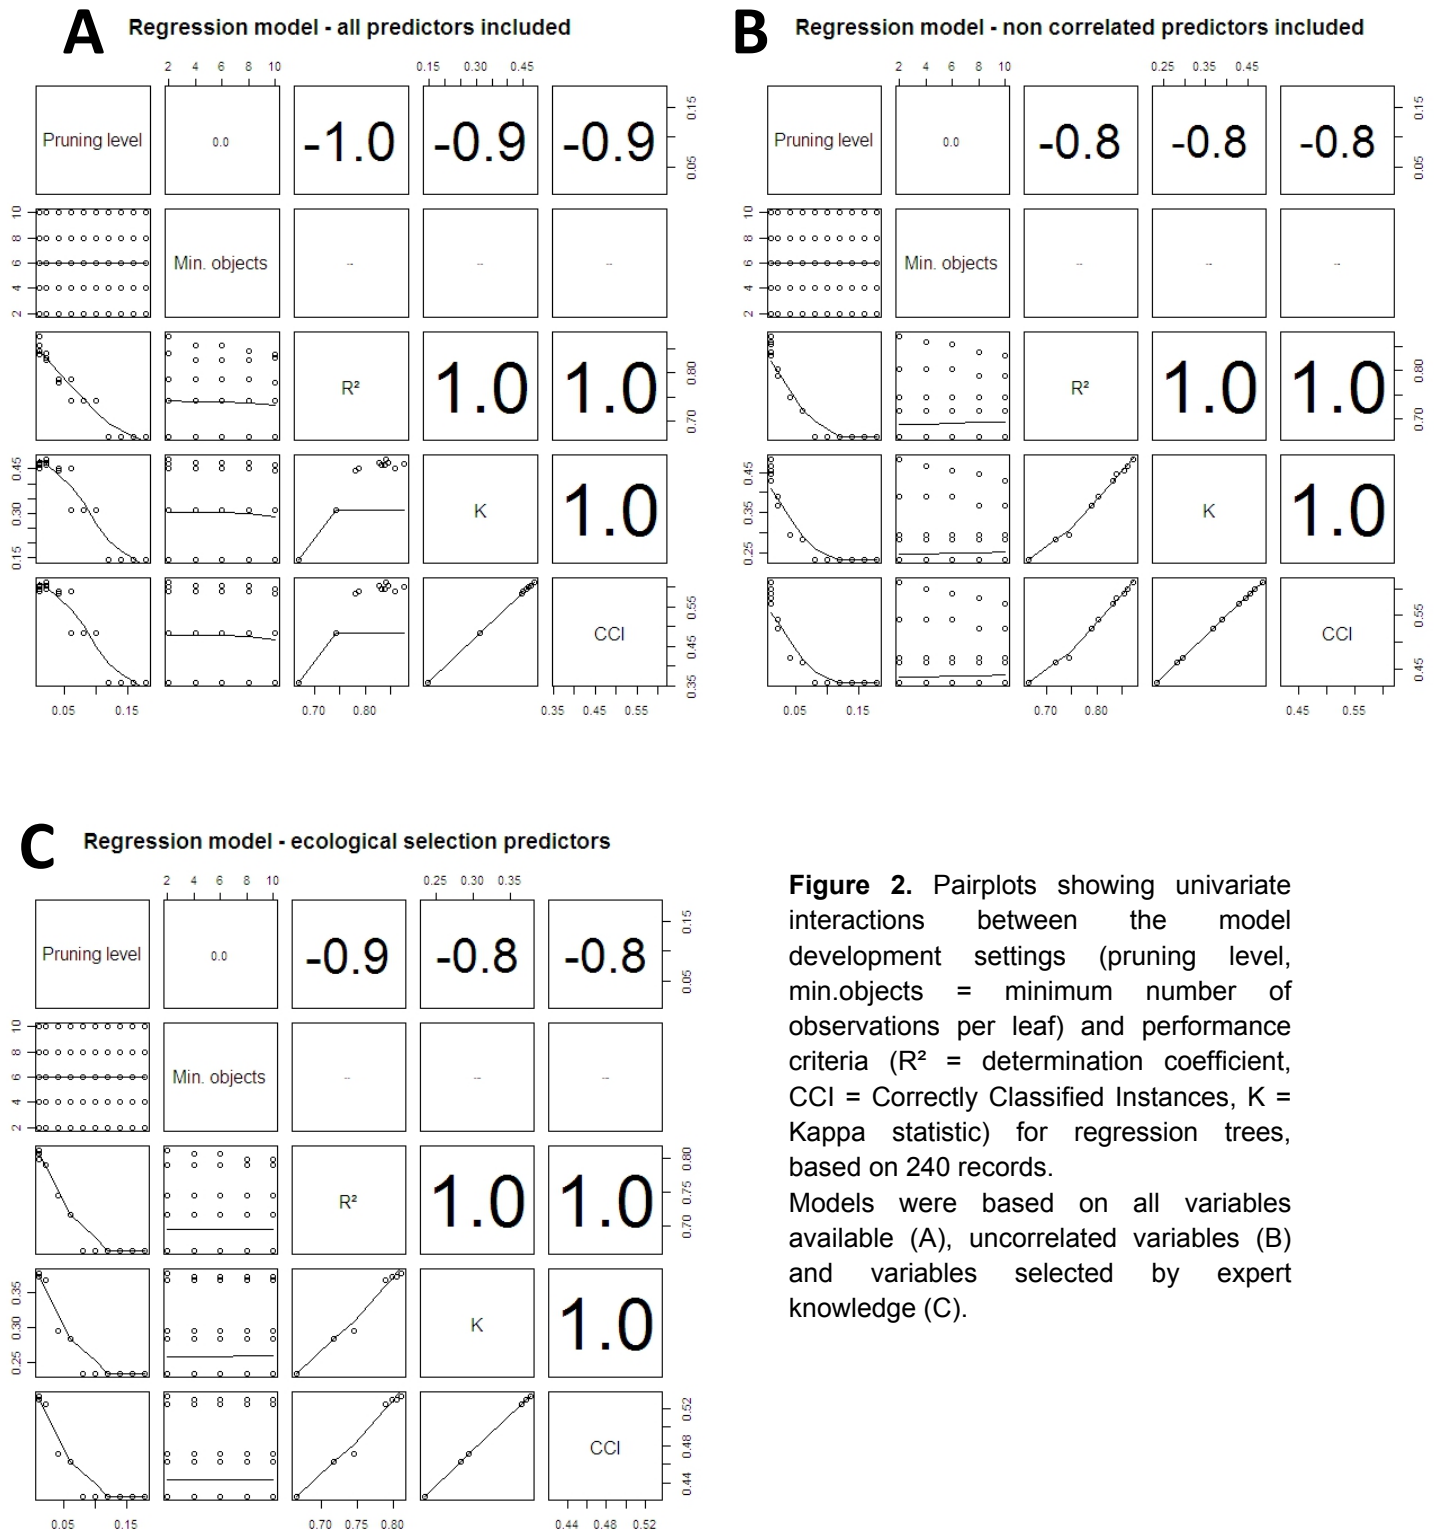 A Regression model - all predictors included
2 4 6 8 10 0.15 0.30 0.45
Pruning level 0.0 -1.0 -0.9 -0.9 0.05 0.15
2 4 6 8 10 Min. objects -- -- --
R² 1.0 1.0 0.70 0.80
0.15 0.30 0.45 K 1.0
CCI 0.35 0.45 0.55
0.05 0.15 0.70 0.80 0.35 0.45 0.55
B Regression model - non correlated predictors included
2 4 6 8 10 0.25 0.35 0.45
Pruning level 0.0 -0.8 -0.8 -0.8 0.05 0.15
2 4 6 8 10 Min. objects -- -- --
R² 1.0 1.0 0.70 0.80
0.25 0.35 0.45 K 1.0
CCI 0.45 0.55
0.05 0.15 0.70 0.80 0.45 0.55
C Regression model - ecological selection predictors
2 4 6 8 10 0.25 0.30 0.35
Pruning level 0.0 -0.9 -0.8 -0.8 0.05 0.15
2 4 6 8 10 Min. objects -- -- --
R² 1.0 1.0 0.70 0.75 0.80
0.25 0.30 0.35 K 1.0
CCI 0.44 0.48 0.52
0.05 0.15 0.70 0.75 0.80 0.44 0.48 0.52
Figure 2. Pairplots showing univariate
interactions between the model
development settings (pruning level,
min.objects = minimum number of
observations per leaf) and performance
criteria (R² = determination coefficient,
CCI = Correctly Classified Instances, K =
Kappa statistic) for regression trees,
based on 240 records.
Models were based on all variables
available (A), uncorrelated variables (B)
and variables selected by expert
knowledge (C).